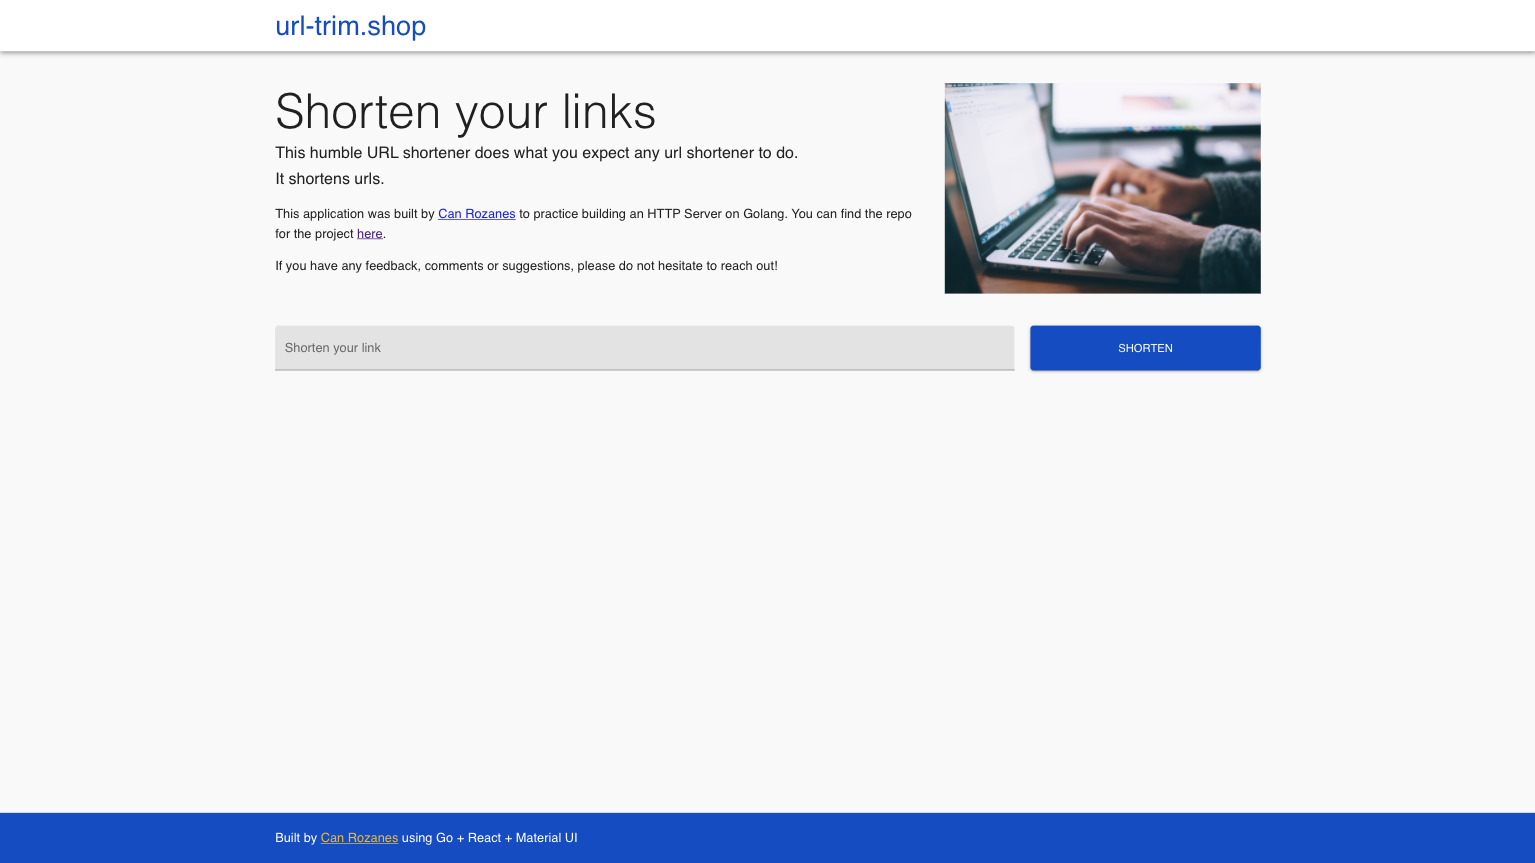 url-trim.shop
Shorten your links
This humble URL shortener does what you expect any url shortener to do.
It shortens urls.
This application was built by Can Rozanes to practice building an HTTP Server on Golang. You can find the repo
for the project here.
If you have any feedback, comments or suggestions, please do not hesitate to reach out!
Shorten your link
SHORTEN
Built by Can Rozanes using Go + React + Material UI